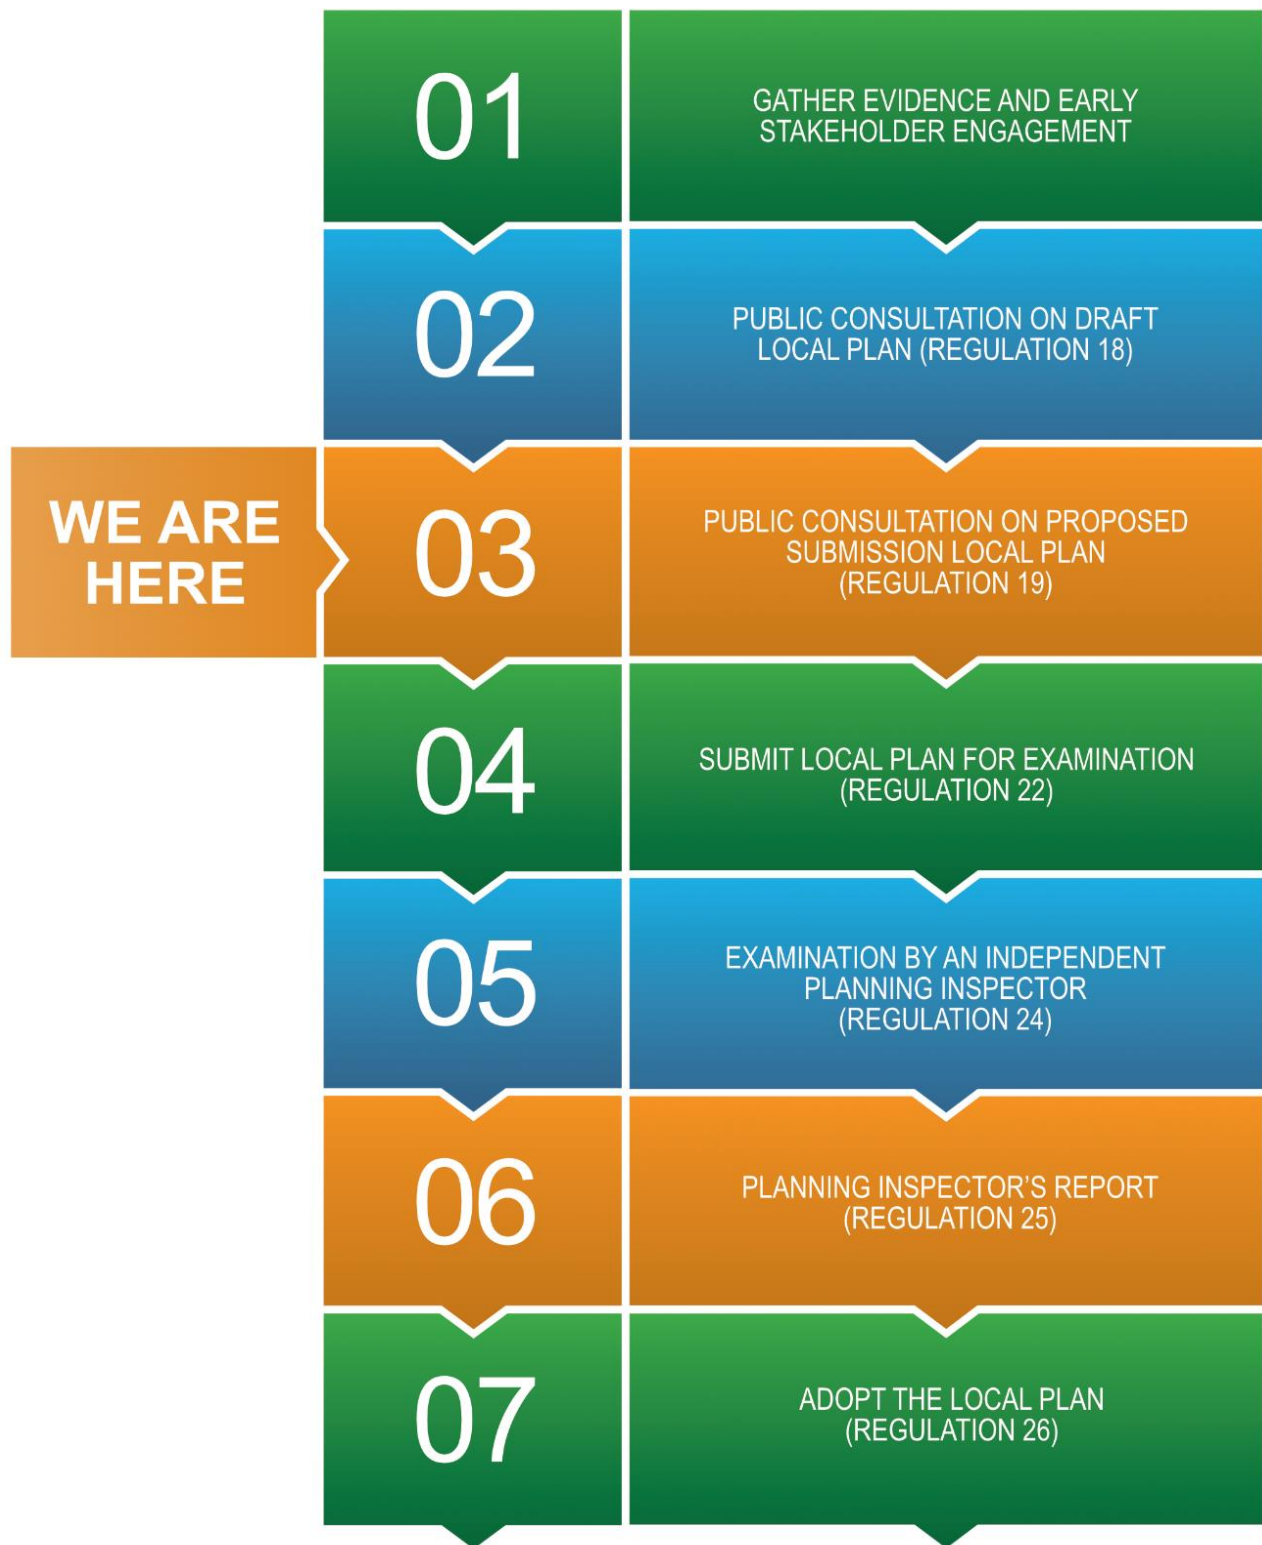 01
GATHER EVIDENCE AND EARLY
STAKEHOLDER ENGAGEMENT
02
PUBLIC CONSULTATION ON DRAFT
LOCAL PLAN (REGULATION 18)
WE ARE
HERE
03
PUBLIC CONSULTATION ON PROPOSED
SUBMISSION LOCAL PLAN
(REGULATION 19)
04
SUBMIT LOCAL PLAN FOR EXAMINATION
(REGULATION 22)
05
EXAMINATION BY AN INDEPENDENT
PLANNING INSPECTOR
(REGULATION 24)
06
PLANNING INSPECTOR’S REPORT
(REGULATION 25)
07
ADOPT THE LOCAL PLAN
(REGULATION 26)